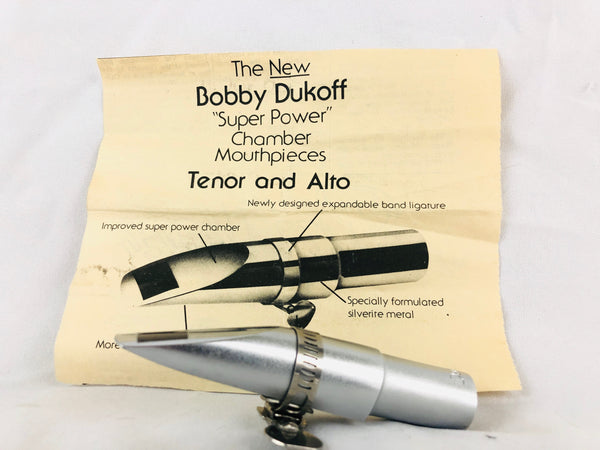 The New
Bobby Dukoff
"Super Power"
Chamber
Mouthpieces
Tenor and Alto
Newly designed expandable band ligature
Improved super power chamber
Specially formulated
silverite metal
More